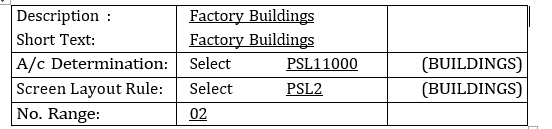 Description : Factory Buildings
Short Text: Factory Buildings
A/c Determination: Select PSL11000 (BUILDINGS)
Screen Layout Rule: Select PSL2 (BUILDINGS)
No. Range: 02